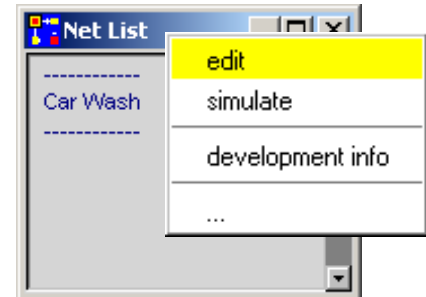 Net List
------------
Car Wash
------------
edit
simulate
development info
...